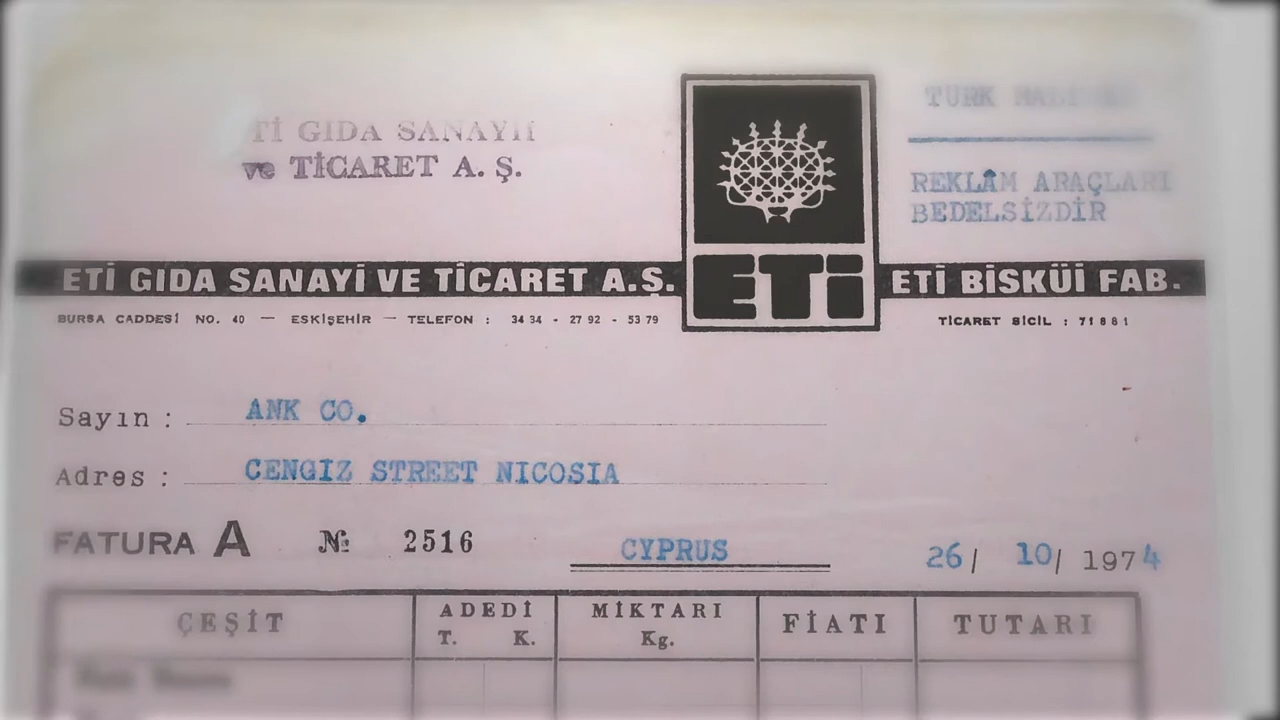 Tİ GIDA SANAYİİ
ve TİCARET A. Ş.
TURK
REKLÂM ARAÇLARI
BEDELSİZDİR
ETİ GIDA SANAYİ VE TİCARET A.Ş.
ETİ
ETİ BİSKÜİ FAB.
BURSA CADDESİ NO. 40 — ESKİŞEHİR — TELEFON : 34 34 - 27 92 - 53 79
TİCARET SİCİL : 71881
Sayın : ANK CO.
Adres : CENGİZ STREET NICOSIA
FATURA A № 2516 CYPRUS 26/ 10/ 1974
ÇEŞİT ADEDİ MİKTARI FİATI TUTARI
T. K. Kg.